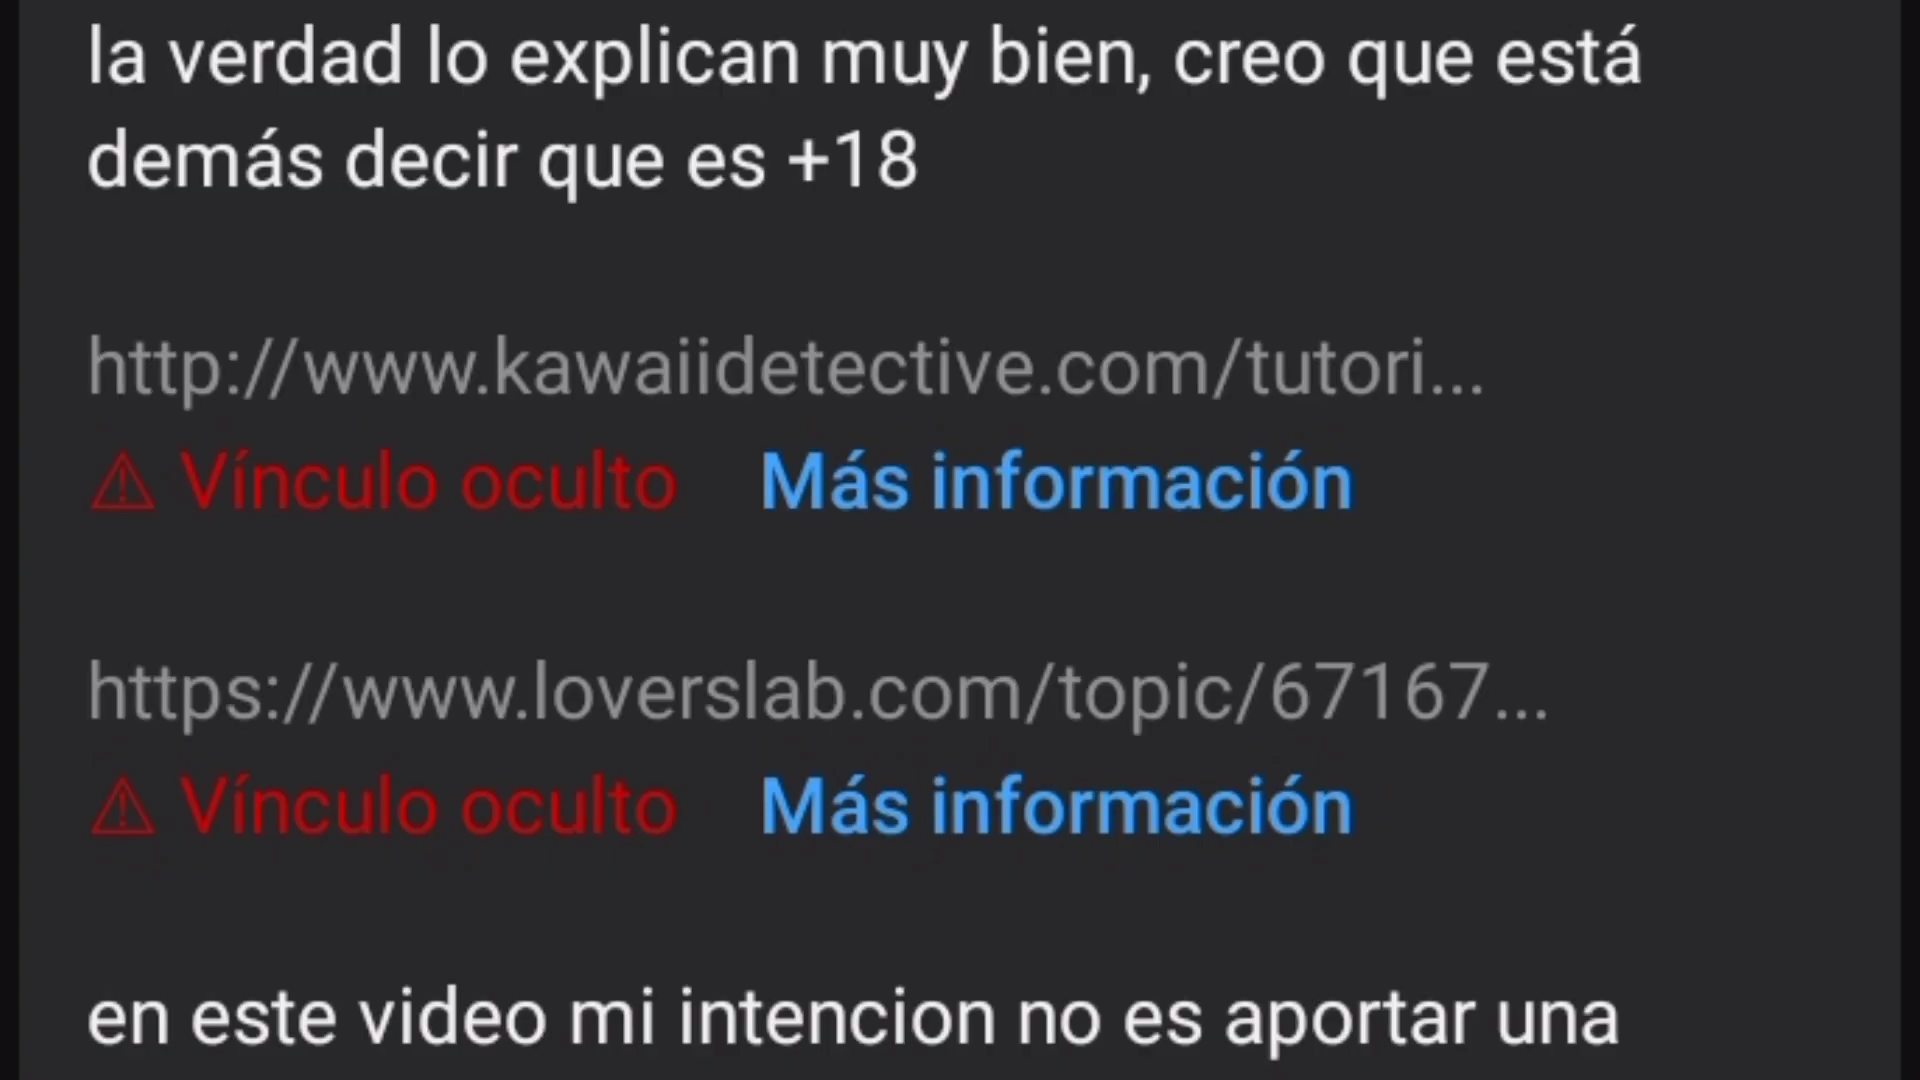 la verdad lo explican muy bien, creo que está
demás decir que es +18
http://www.kawaiidetective.com/tutori...
⚠ Vínculo oculto Más información
https://www.loverslab.com/topic/67167...
⚠ Vínculo oculto Más información
en este video mi intencion no es aportar una